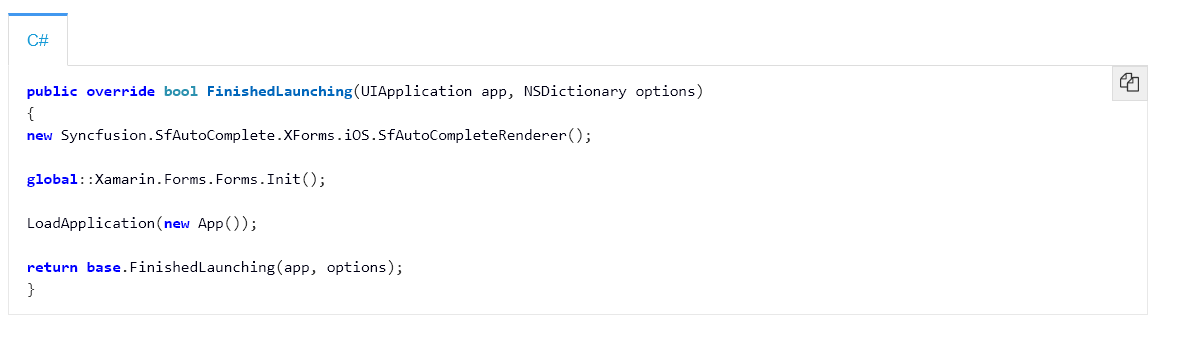 C#
public override bool FinishedLaunching(UIApplication app, NSDictionary options)
{
new Syncfusion.SfAutoComplete.XForms.iOS.SfAutoCompleteRenderer();
global::Xamarin.Forms.Forms.Init();
LoadApplication(new App());
return base.FinishedLaunching(app, options);
}